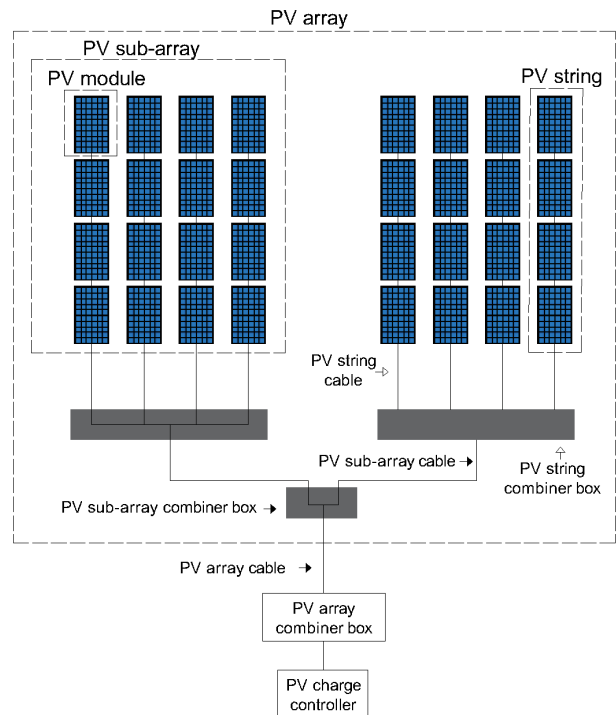 PV array
PV sub-array
PV module
PV string
PV string
cable
PV sub-array cable
PV string
combiner box
PV sub-array combiner box
PV array cable
PV array
combiner box
PV charge
controller